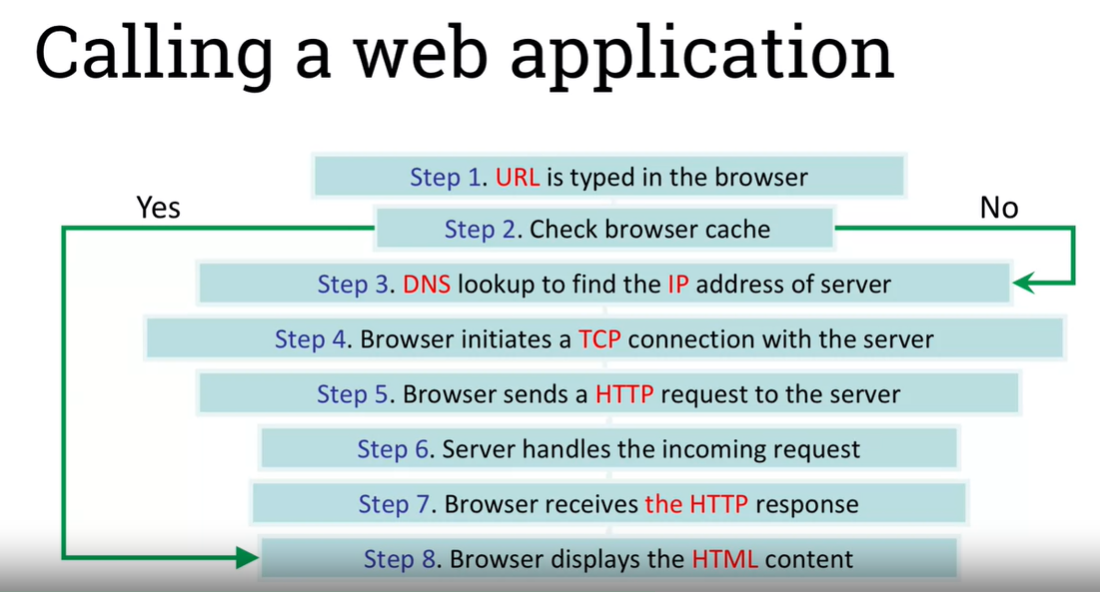 Calling a web application
Step 1. URL is typed in the browser
Yes
No
Step 2. Check browser cache
Step 3. DNS lookup to find the IP address of server
Step 4. Browser initiates a TCP connection with the server
Step 5. Browser sends a HTTP request to the server
Step 6. Server handles the incoming request
Step 7. Browser receives the HTTP response
Step 8. Browser displays the HTML content